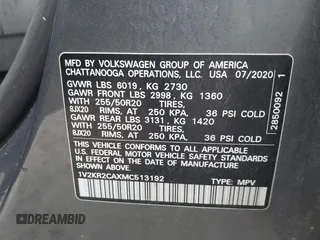 MFD BY VOLKSWAGEN GROUP OF AMERICA
CHATTANOOGA OPERATIONS, LLC. USA 07/2020
GVWR LBS 6019, KG 2730
GAWR FRONT LBS 2998, KG 1360
WITH 255/50R20 TIRES,
8JX20 RIMS, AT 250 KPA, 36 PSI COLD
GAWR REAR LBS 3131, KG 1420
WITH 255/50R20 TIRES,
8JX20 RIMS, AT 250 KPA, 36 PSI COLD
THIS VEHICLE CONFORMS TO ALL APPLICABLE
FEDERAL MOTOR VEHICLE SAFETY STANDARDS
IN EFFECT ON THE DATE OF MANUFACTURE
SHOWN ABOVE.
1V2KR2CAXMC513192 TYPE: MPV
2850092 1
DREAMBID